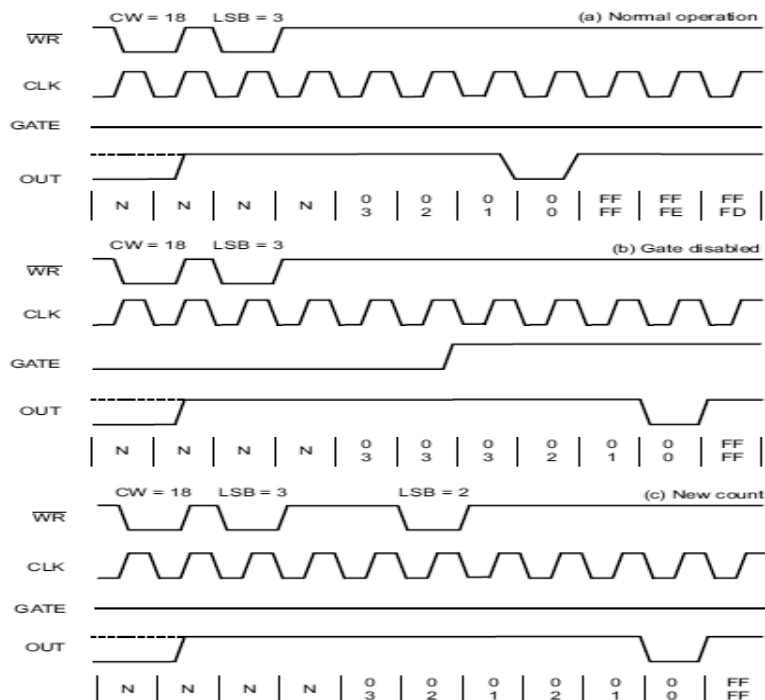 CW = 18 LSB = 3 (a) Normal operation
WR
CLK
GATE
OUT
N N N N 0 0 0 0 FF FF FF
3 2 1 0 FF FE FD
CW = 18 LSB = 3 (b) Gate disabled
WR
CLK
GATE
OUT
N N N N 0 0 0 0 0 0 FF
3 3 3 2 1 0 FF
CW = 18 LSB = 3 LSB = 2 (c) New count
WR
CLK
GATE
OUT
N N N N 0 0 0 0 0 0 FF
3 2 1 2 1 0 FF